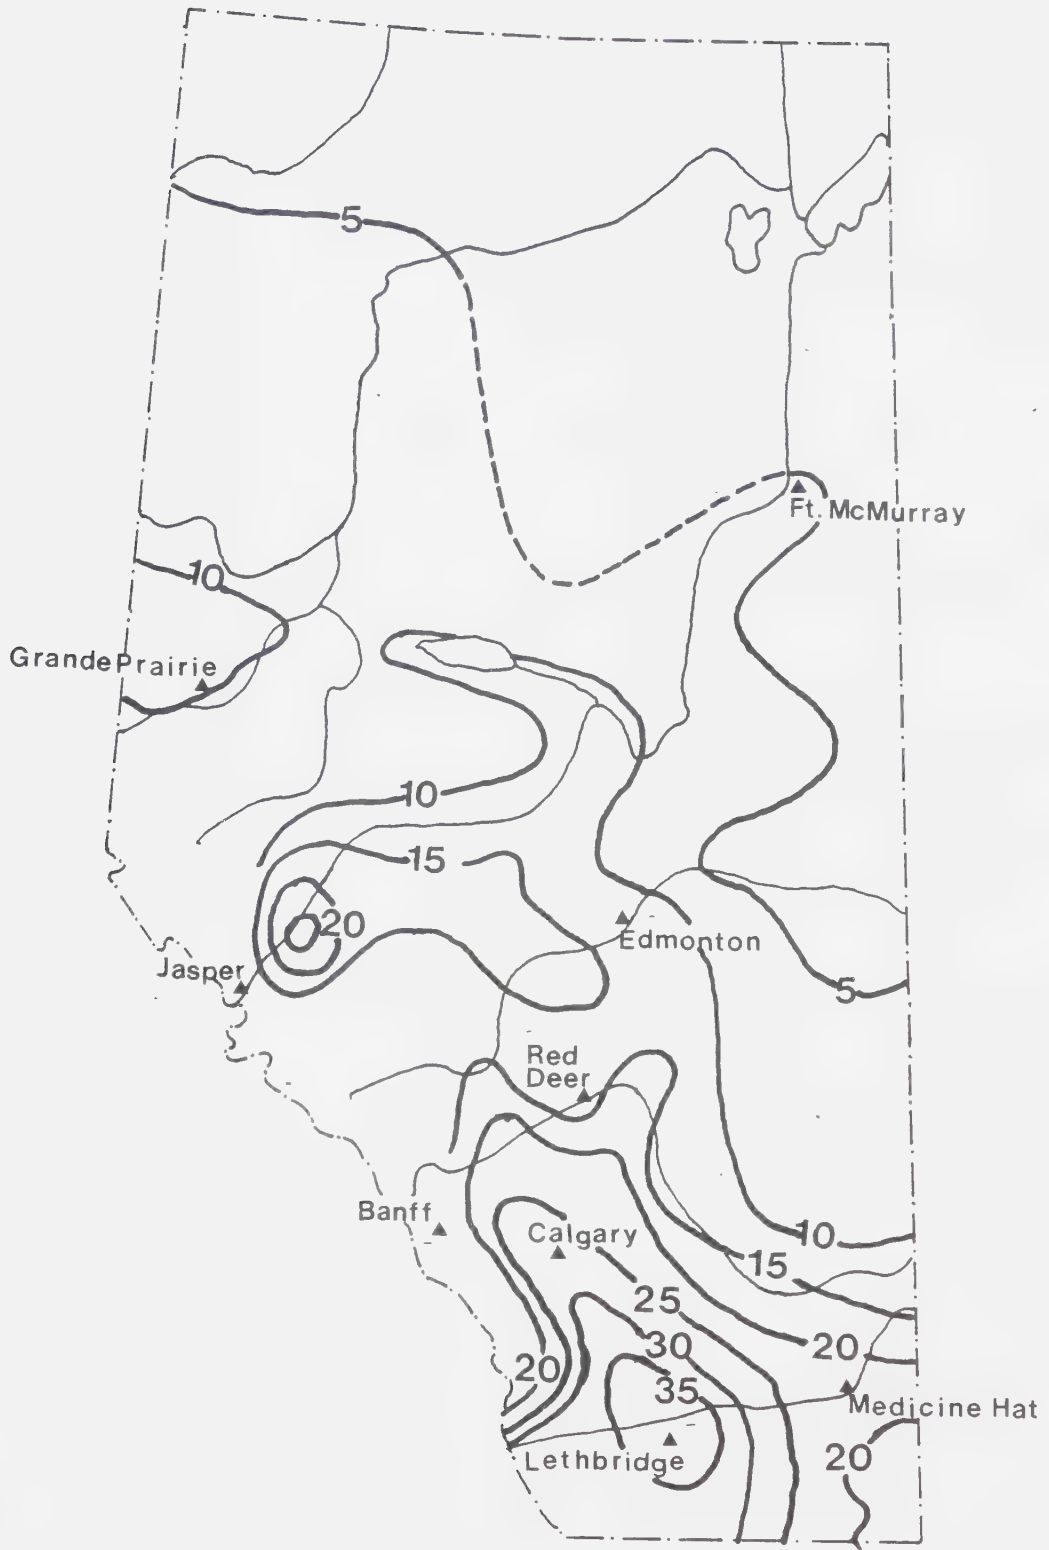 5
Ft. McMurray
10
Grande Prairie
10
15
20
Edmonton
Jasper
5
Red
Deer
Banff
Calgary
10
15
25
30
20
20
35
Medicine Hat
20
Lethbridge